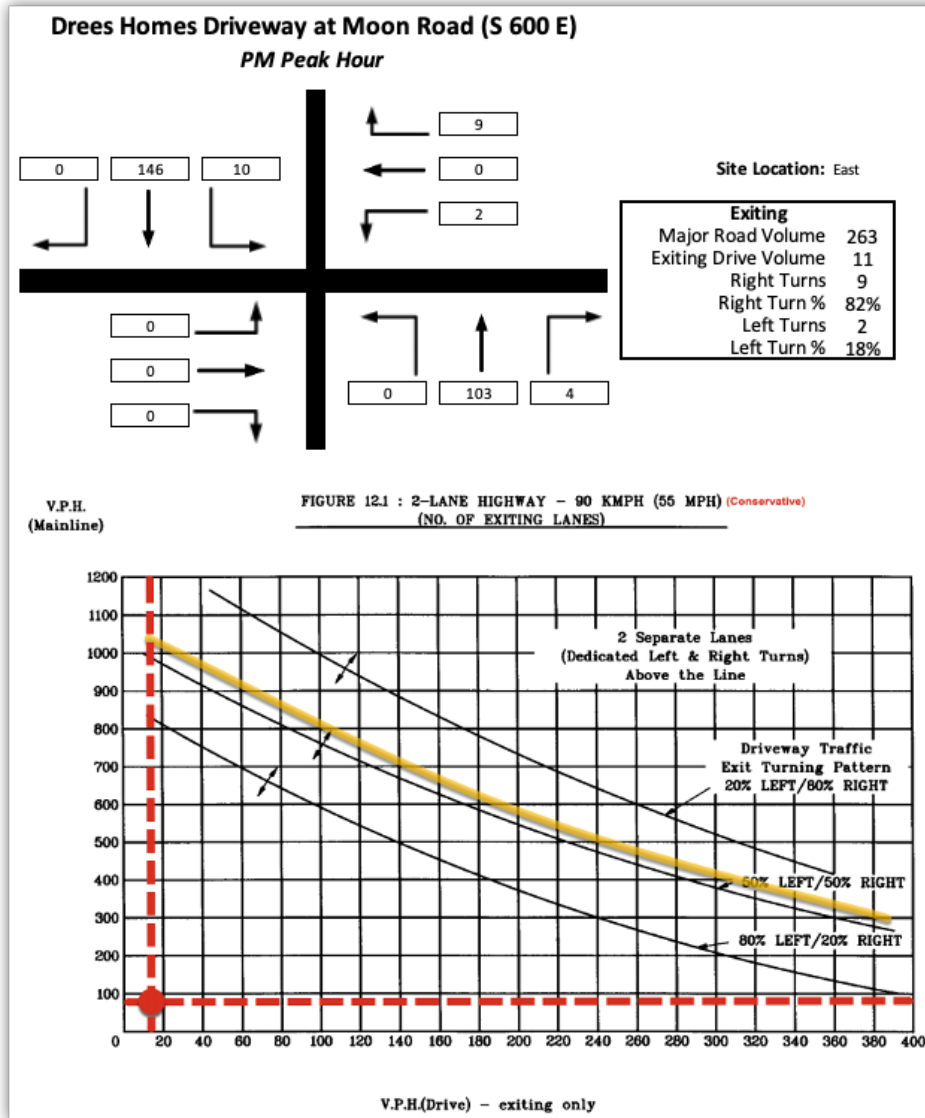 Drees Homes Driveway at Moon Road (S 600 E)
PM Peak Hour
9
0 146 10
0
2
Site Location: East
Exiting
Major Road Volume 263
Exiting Drive Volume 11
Right Turns 9
Right Turn % 82%
Left Turns 2
Left Turn % 18%
0
0
0
0 103 4
V.P.H.
(Mainline)
FIGURE 12.1 : 2-LANE HIGHWAY - 90 KMPH (55 MPH) (Conservative)
(NO. OF EXITING LANES)
1200
1100
1000
900
800
700
600
500
400
300
200
100
2 Separate Lanes
(Dedicated Left & Right Turns)
Above the Line
Driveway Traffic
Exit Turning Pattern
20% LEFT/80% RIGHT
50% LEFT/50% RIGHT
80% LEFT/20% RIGHT
0 20 40 60 80 100 120 140 160 180 200 220 240 260 280 300 320 340 360 380 400
V.P.H.(Drive) - exiting only